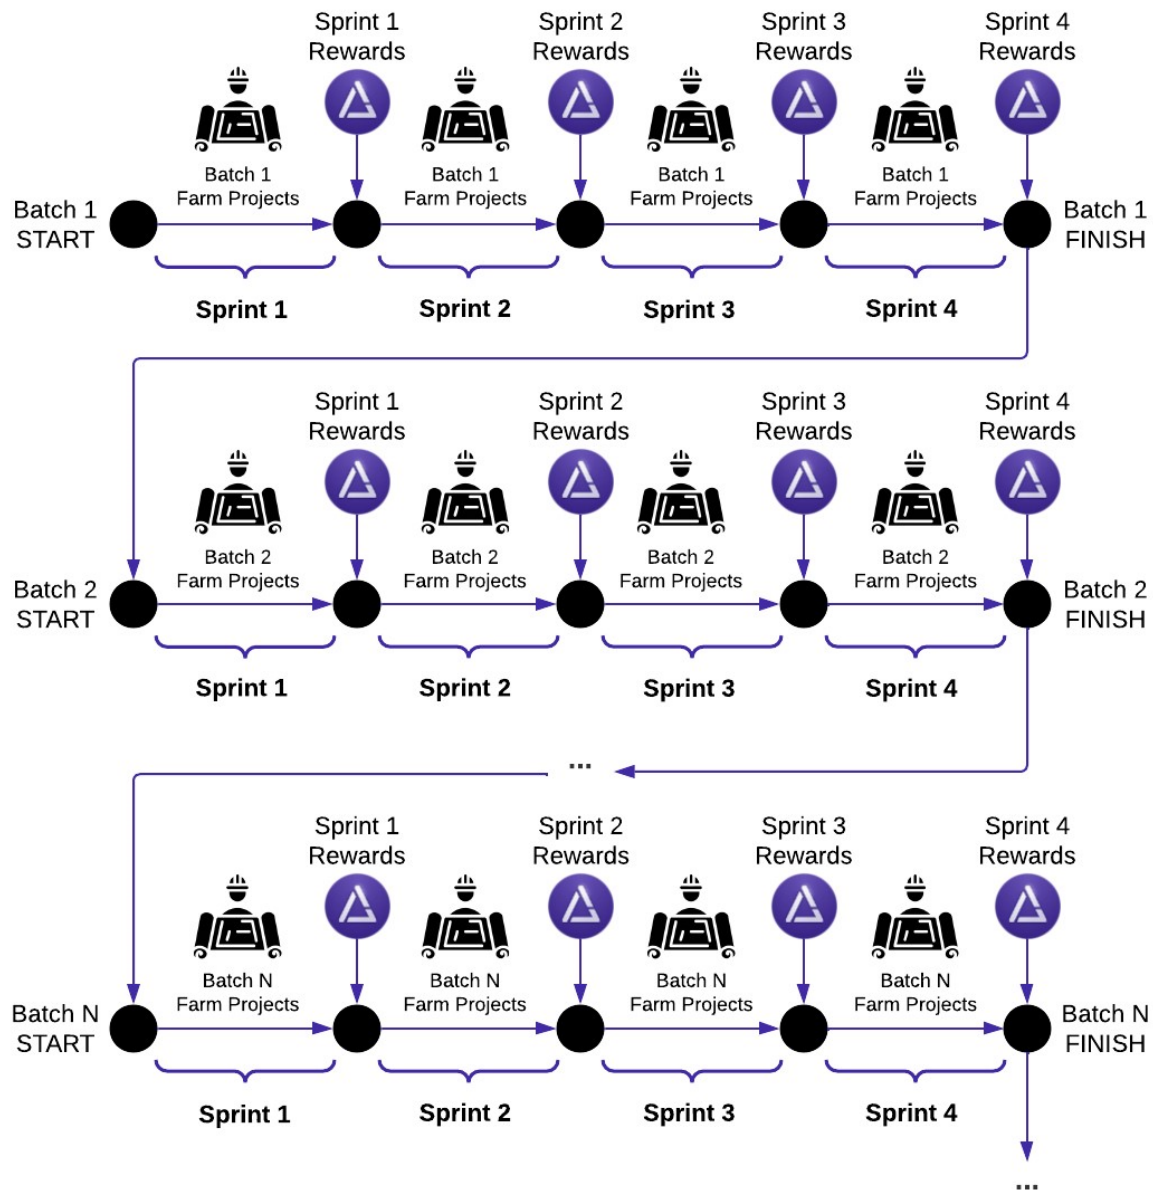 Sprint 1
Rewards
Sprint 2
Rewards
Sprint 3
Rewards
Sprint 4
Rewards
Batch 1
Farm Projects
Batch 1
Farm Projects
Batch 1
Farm Projects
Batch 1
Farm Projects
Batch 1
START
Batch 1
FINISH
Sprint 1
Sprint 2
Sprint 3
Sprint 4
Sprint 1
Rewards
Sprint 2
Rewards
Sprint 3
Rewards
Sprint 4
Rewards
Batch 2
Farm Projects
Batch 2
Farm Projects
Batch 2
Farm Projects
Batch 2
Farm Projects
Batch 2
START
Batch 2
FINISH
Sprint 1
Sprint 2
Sprint 3
Sprint 4
...
Sprint 1
Rewards
Sprint 2
Rewards
Sprint 3
Rewards
Sprint 4
Rewards
Batch N
Farm Projects
Batch N
Farm Projects
Batch N
Farm Projects
Batch N
Farm Projects
Batch N
START
Batch N
FINISH
Sprint 1
Sprint 2
Sprint 3
Sprint 4
...